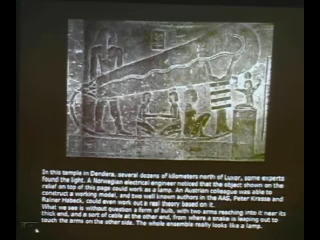 In this temple in Dendera, several dozens of kilometers north of Luxor, some experts
found the light. A Norwegian electrical engineer noticed that the object shown on the
relief on top of this page could work as a lamp. An Austrian colleague was able to
construct a working model, and two well known authors in the AAS, Peter Krassa and
Rainer Habeck, could even work out a real theory based on it.
What we see is without question a form of bulb, with two arms reaching into it near its
thick end, and a sort of cable at the other end, from where a snake is leaping out to
touch the arms on the other side. The whole ensemble really looks like a lamp.